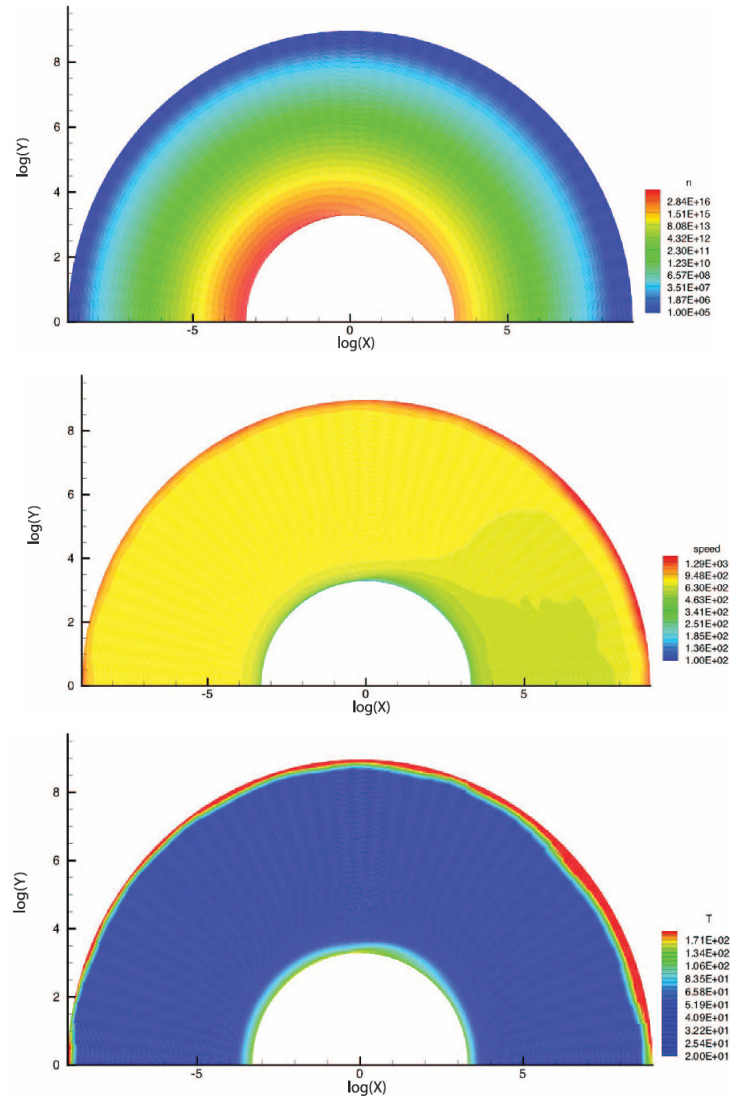 8
6
log(Y)
4
2
0
-5
0
5
log(X)
n
2.84E+16
1.51E+15
8.08E+13
4.32E+12
2.30E+11
1.23E+10
6.57E+08
3.51E+07
1.87E+06
1.00E+05
8
6
log(Y)
4
2
0
-5
0
5
log(X)
speed
1.29E+03
9.48E+02
6.30E+02
4.63E+02
3.41E+02
2.51E+02
1.85E+02
1.36E+02
1.00E+02
8
6
log(Y)
4
2
0
-5
0
5
log(X)
T
1.71E+02
1.34E+02
1.06E+02
8.35E+01
6.58E+01
5.19E+01
4.09E+01
3.22E+01
2.54E+01
2.00E+01